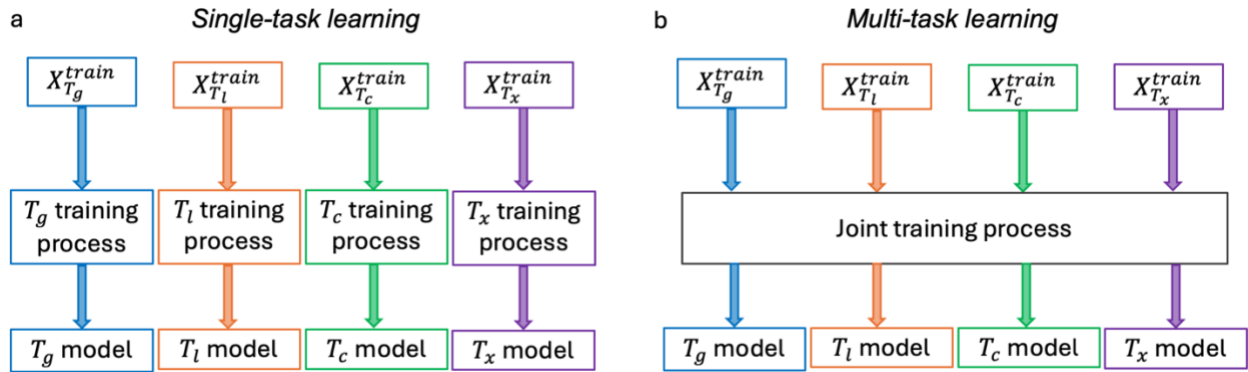 a Single-task learning
X_{T_g}^{train} X_{T_l}^{train} X_{T_c}^{train} X_{T_x}^{train}
T_g training process
T_l training process
T_c training process
T_x training process
T_g model T_l model T_c model T_x model
b Multi-task learning
X_{T_g}^{train} X_{T_l}^{train} X_{T_c}^{train} X_{T_x}^{train}
Joint training process
T_g model T_l model T_c model T_x model